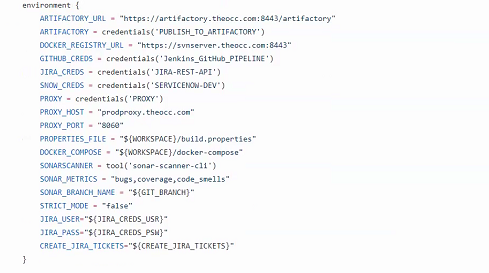 environment {
ARTIFACTORY_URL = "https://artifactory.theocc.com:8443/artifactory"
ARTIFACTORY = credentials('PUBLISH_TO_ARTIFACTORY')
DOCKER_REGISTRY_URL = "https://svnserver.theocc.com:8443"
GITHUB_CREDS = credentials('Jenkins_GitHub_PIPELINE')
JIRA_CREDS = credentials('JIRA-REST-API')
SNOW_CREDS = credentials('SERVICENOW-DEV')
PROXY = credentials('PROXY')
PROXY_HOST = "prodproxy.theocc.com"
PROXY_PORT = "8060"
PROPERTIES_FILE = "${WORKSPACE}/build.properties"
DOCKER_COMPOSE = "${WORKSPACE}/docker-compose"
SONARSCANNER = tool('sonar-scanner-cli')
SONAR_METRICS = "bugs,coverage,code_smells"
SONAR_BRANCH_NAME = "${GIT_BRANCH}"
STRICT_MODE = "false"
JIRA_USER="${JIRA_CREDS_USR}"
JIRA_PASS="${JIRA_CREDS_PSW}"
CREATE_JIRA_TICKETS="${CREATE_JIRA_TICKETS}"
}